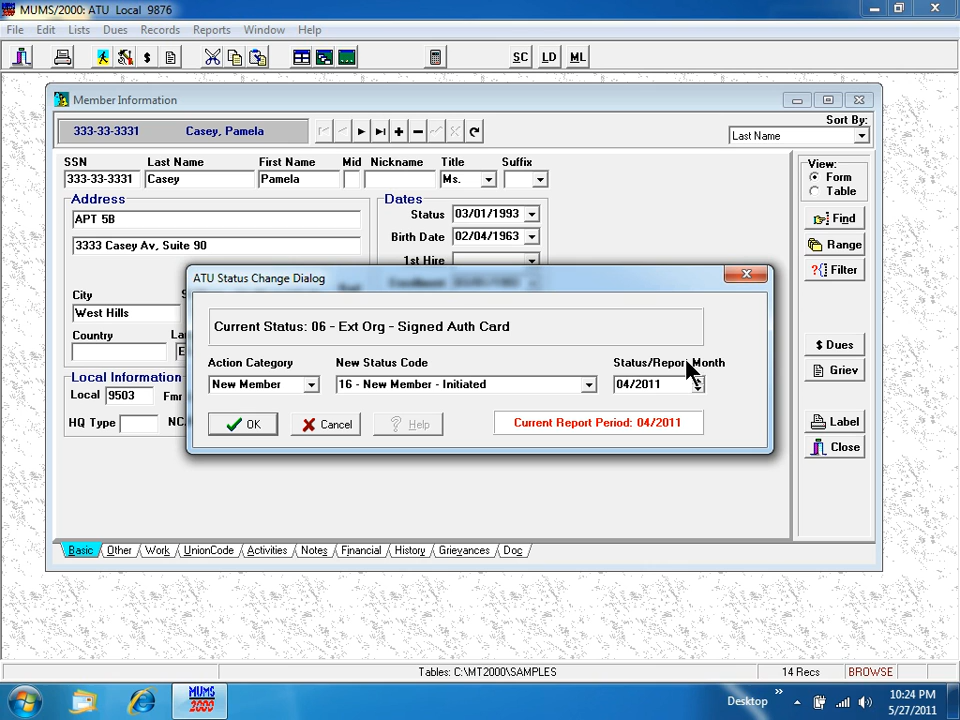 MUMS/2000: ATU Local 9876
File Edit Lists Dues Records Reports Window Help
$ SC LD ML
Member Information
333-33-3331 Casey, Pamela
Sort By:
Last Name
SSN Last Name First Name Mid Nickname Title Suffix
333-33-3331 Casey Pamela Ms.
View:
Form
Table
Address
APT 5B
3333 Casey Av, Suite 90
Dates
Status 03/01/1993
Birth Date 02/04/1963
1st Hire
Find
Range
Filter
ATU Status Change Dialog
Current Status: 06 - Ext Org - Signed Auth Card
Action Category New Status Code Status/Report Month
New Member 16 - New Member - Initiated 04/2011
OK Cancel ? Help Current Report Period: 04/2011
City
West Hills
Country
Local Information
Local 9503
HQ Type
$ Dues
Griev
Label
Close
Basic Other Work UnionCode Activities Notes Financial History Grievances Doc
Tables: C:\MT2000\SAMPLES 14 Recs BROWSE
MUMS 2000
Desktop
10:24 PM
5/27/2011